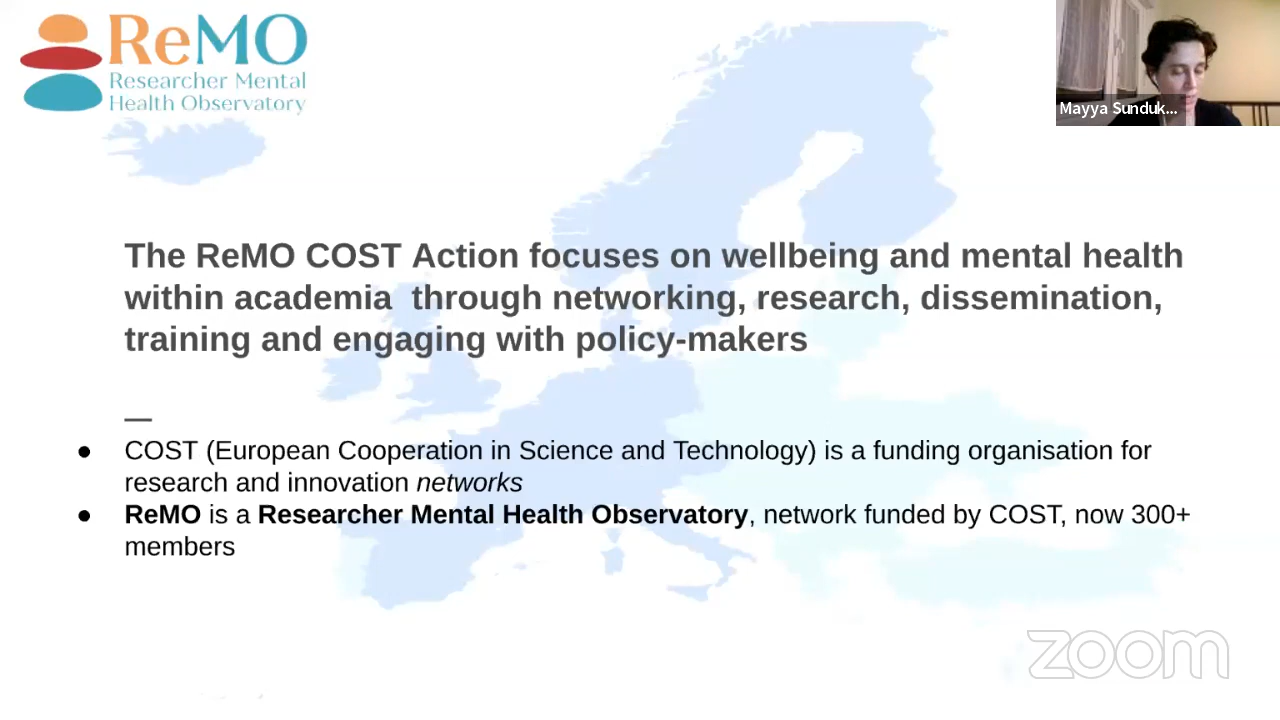 ReMO
Researcher Mental
Health Observatory
Mayya Sunduk...
The ReMO COST Action focuses on wellbeing and mental health
within academia  through networking, research, dissemination,
training and engaging with policy-makers
—
● COST (European Cooperation in Science and Technology) is a funding organisation for
research and innovation networks
● ReMO is a Researcher Mental Health Observatory, network funded by COST, now 300+
members
zoom